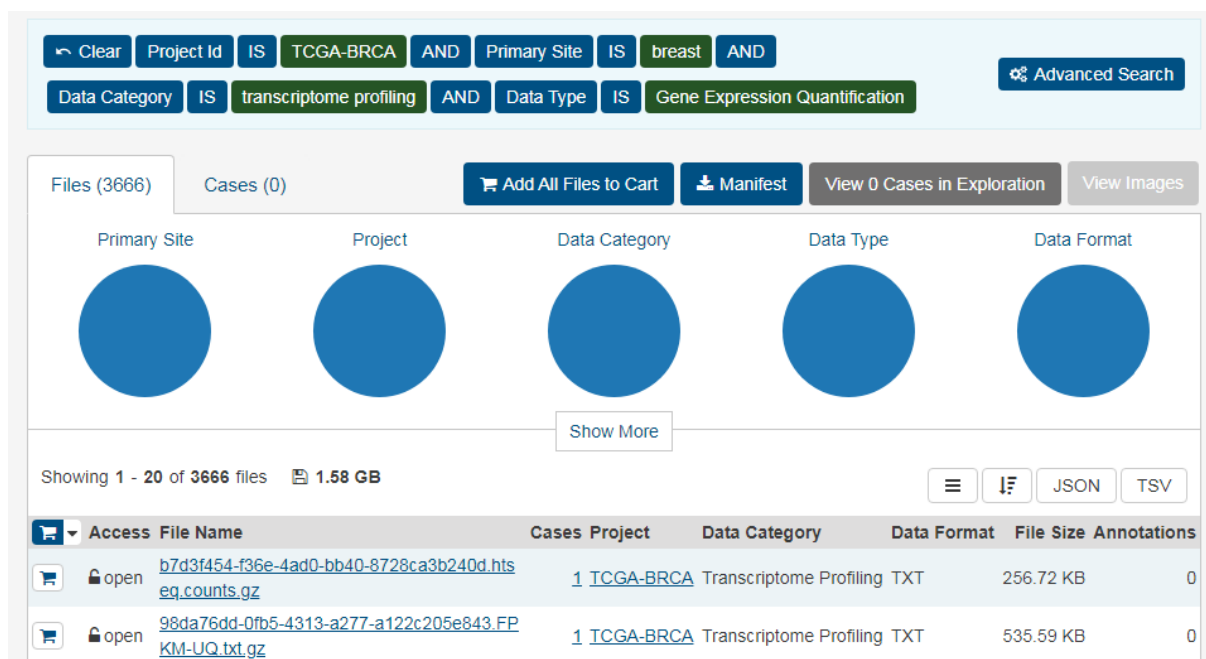 Clear Project Id IS TCGA-BRCA AND Primary Site IS breast AND
Advanced Search
Data Category IS transcriptome profiling AND Data Type IS Gene Expression Quantification
Files (3666) Cases (0) Add All Files to Cart Manifest View 0 Cases in Exploration View Images
Primary Site Project Data Category Data Type Data Format
Show More
Showing 1 - 20 of 3666 files 1.58 GB JSON TSV
Access File Name Cases Project Data Category Data Format File Size Annotations
open b7d3f454-f36e-4ad0-bb40-8728ca3b240d.hts
eq.counts.gz 1 TCGA-BRCA Transcriptome Profiling TXT 256.72 KB 0
open 98da76dd-0fb5-4313-a277-a122c205e843.FP
KM-UQ.txt.gz 1 TCGA-BRCA Transcriptome Profiling TXT 535.59 KB 0